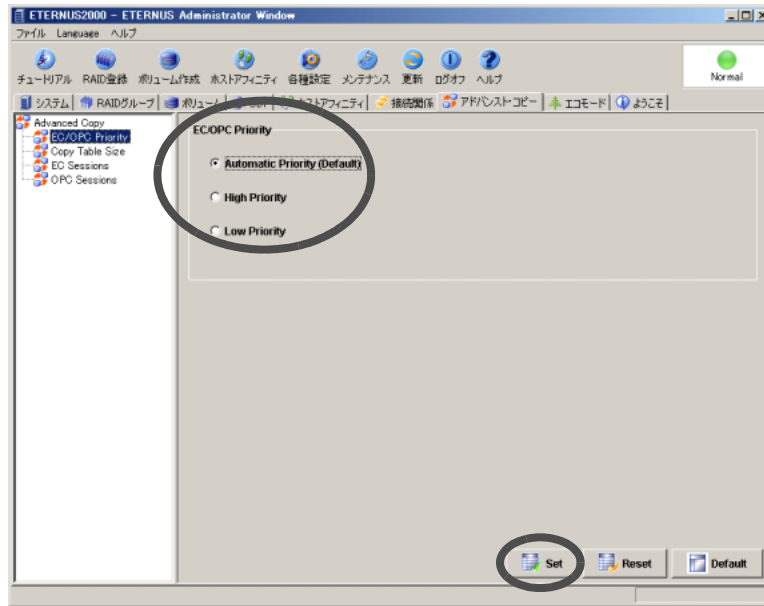 ETERNUS2000 - ETERNUS Administrator Window
ファイル Language ヘルプ
チュートリアル RAID登録 ボリューム作成 ホストアフィニティ 各種設定 メンテナンス 更新 ログオフ ヘルプ
Normal
システム RAIDグループ ボリューム アフィニティ 接続関係 アドバンスト・コピー エコモード ようこそ
Advanced Copy
EC/OPC Priority
Copy Table Size
EC Sessions
OPC Sessions
EC/OPC Priority
Automatic Priority (Default)
High Priority
Low Priority
Set Reset Default